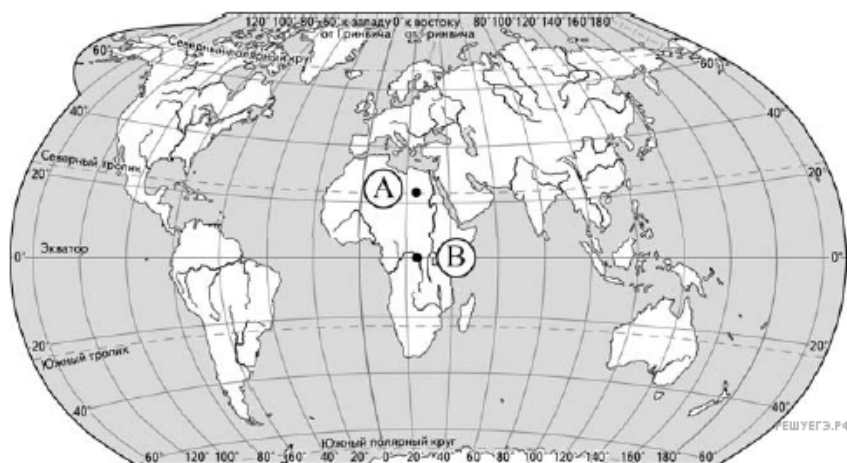 120° 100° 80° 60° к западу 0° к востоку 80° 100° 120° 140° 160° 180°
от Гринвича от Гринвича
Северный полярный круг
60° 60°
40° 40°
Северный тропик
20° 20°
A
Экватор
B
0° 0°
20° 20°
Южный тропик
40° 40°
РЕШУЕГЭ.РФ
Южный полярный круг
60° 120° 100° 80° 60° 40° 20° 0° 20° 40° 60° 80° 100° 120° 140° 160° 180° 60°